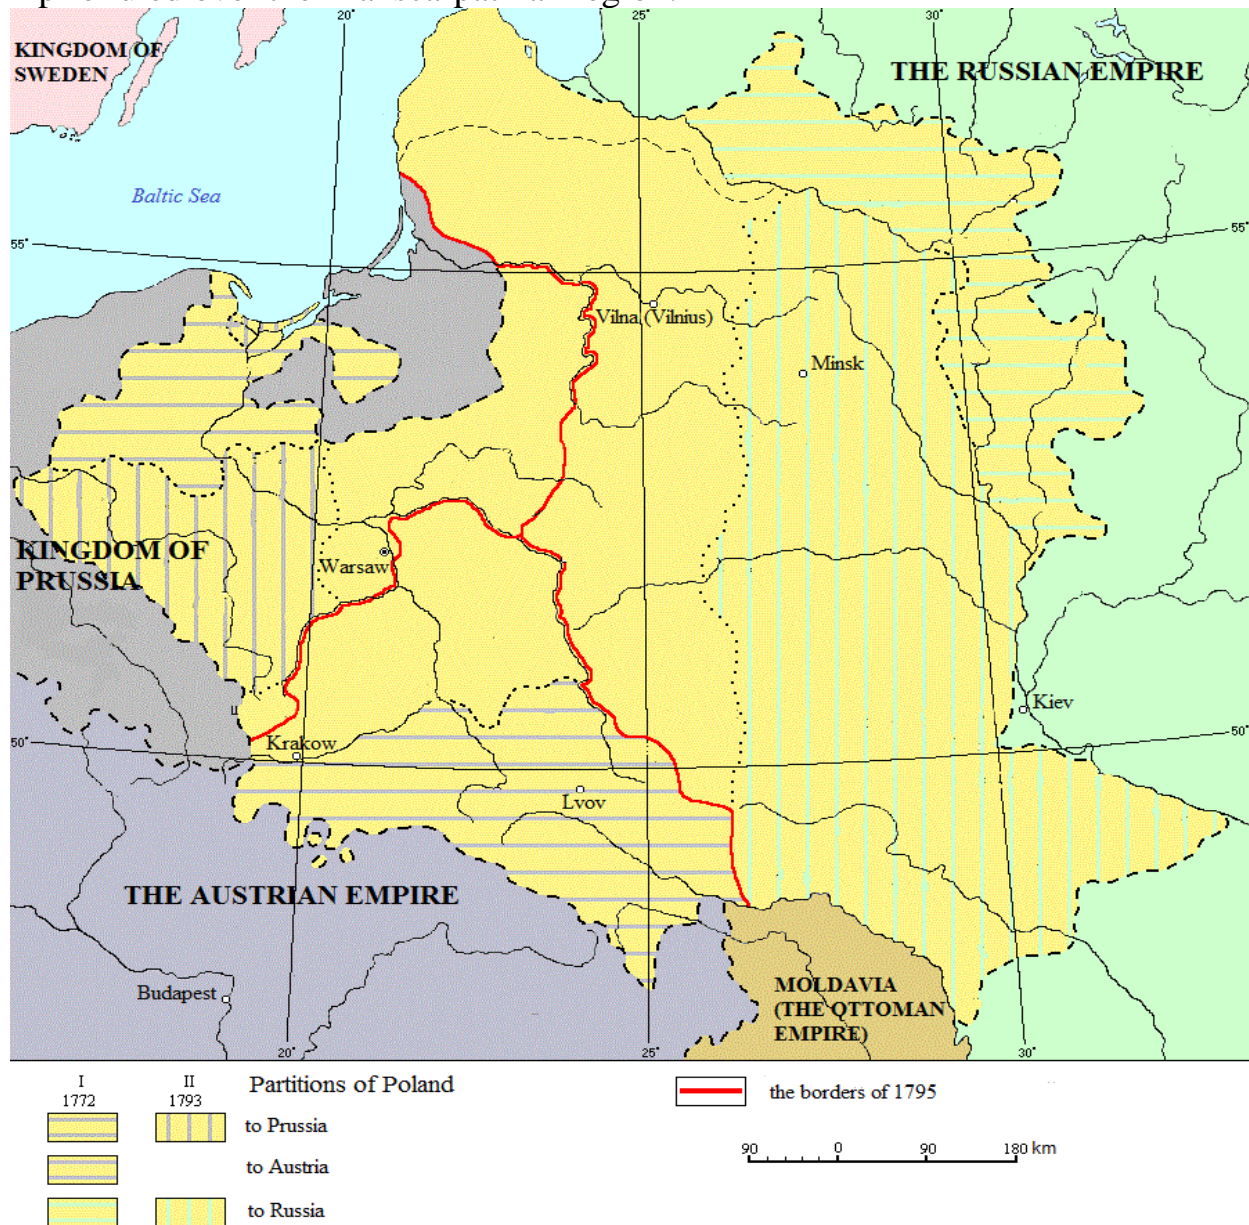 20°
25°
30°
KINGDOM OF
SWEDEN
THE RUSSIAN EMPIRE
Baltic Sea
55°
55°
Vilna (Vilnius)
Minsk
KINGDOM OF
PRUSSIA
Warsaw
Kiev
50°
50°
Krakow
Lvov
THE AUSTRIAN EMPIRE
Budapest
MOLDAVIA
(THE OTTOMAN
EMPIRE)
20°
25°
30°
I II Partitions of Poland
1772 1793
to Prussia
to Austria
to Russia
the borders of 1795
90 0 90 180 km